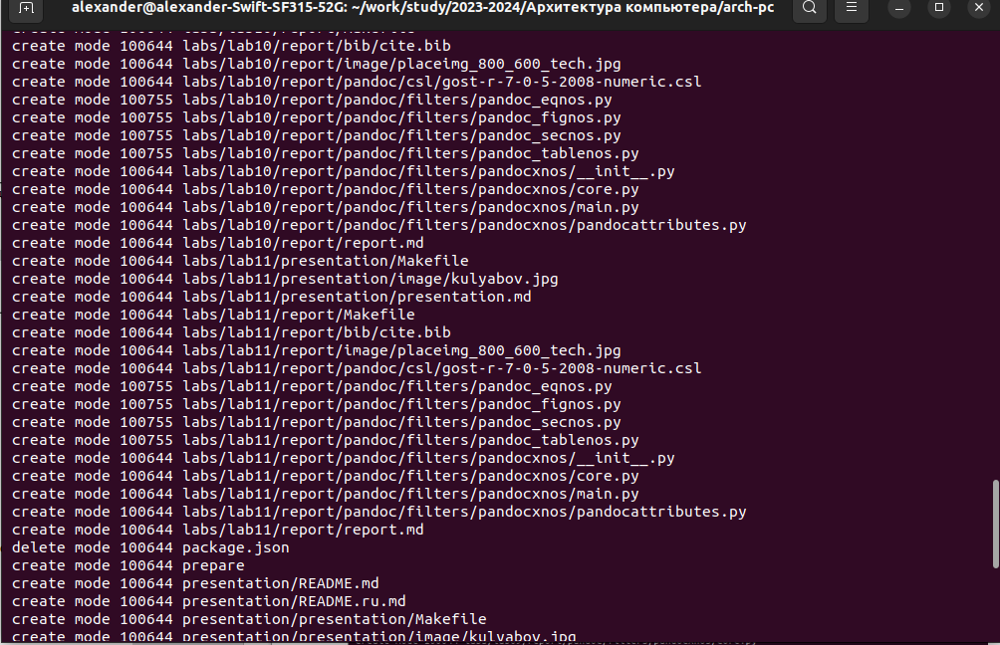 alexander@alexander-Swift-SF315-52G: ~/work/study/2023-2024/Архитектура компьютера/arch-pc
create mode 100644 labs/lab10/report/bib/cite.bib
create mode 100644 labs/lab10/report/image/placeimg_800_600_tech.jpg
create mode 100644 labs/lab10/report/pandoc/csl/gost-r-7-0-5-2008-numeric.csl
create mode 100755 labs/lab10/report/pandoc/filters/pandoc_eqnos.py
create mode 100755 labs/lab10/report/pandoc/filters/pandoc_fignos.py
create mode 100755 labs/lab10/report/pandoc/filters/pandoc_secnos.py
create mode 100755 labs/lab10/report/pandoc/filters/pandoc_tablenos.py
create mode 100644 labs/lab10/report/pandoc/filters/pandocxnos/__init__.py
create mode 100644 labs/lab10/report/pandoc/filters/pandocxnos/core.py
create mode 100644 labs/lab10/report/pandoc/filters/pandocxnos/main.py
create mode 100644 labs/lab10/report/pandoc/filters/pandocxnos/pandocattributes.py
create mode 100644 labs/lab10/report/report.md
create mode 100644 labs/lab11/presentation/Makefile
create mode 100644 labs/lab11/presentation/image/kulyabov.jpg
create mode 100644 labs/lab11/presentation/presentation.md
create mode 100644 labs/lab11/report/Makefile
create mode 100644 labs/lab11/report/bib/cite.bib
create mode 100644 labs/lab11/report/image/placeimg_800_600_tech.jpg
create mode 100644 labs/lab11/report/pandoc/csl/gost-r-7-0-5-2008-numeric.csl
create mode 100755 labs/lab11/report/pandoc/filters/pandoc_eqnos.py
create mode 100755 labs/lab11/report/pandoc/filters/pandoc_fignos.py
create mode 100755 labs/lab11/report/pandoc/filters/pandoc_secnos.py
create mode 100755 labs/lab11/report/pandoc/filters/pandoc_tablenos.py
create mode 100644 labs/lab11/report/pandoc/filters/pandocxnos/__init__.py
create mode 100644 labs/lab11/report/pandoc/filters/pandocxnos/core.py
create mode 100644 labs/lab11/report/pandoc/filters/pandocxnos/main.py
create mode 100644 labs/lab11/report/pandoc/filters/pandocxnos/pandocattributes.py
create mode 100644 labs/lab11/report/report.md
delete mode 100644 package.json
create mode 100644 prepare
create mode 100644 presentation/README.md
create mode 100644 presentation/README.ru.md
create mode 100644 presentation/presentation/Makefile
create mode 100644 presentation/presentation/image/kulyabov.jpg